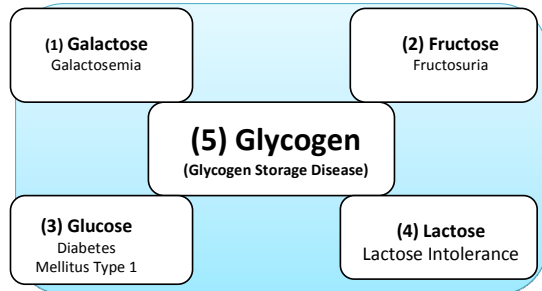 (1) Galactose
Galactosemia
(2) Fructose
Fructosuria
(5) Glycogen
(Glycogen Storage Disease)
(3) Glucose
Diabetes
Mellitus Type 1
(4) Lactose
Lactose Intolerance